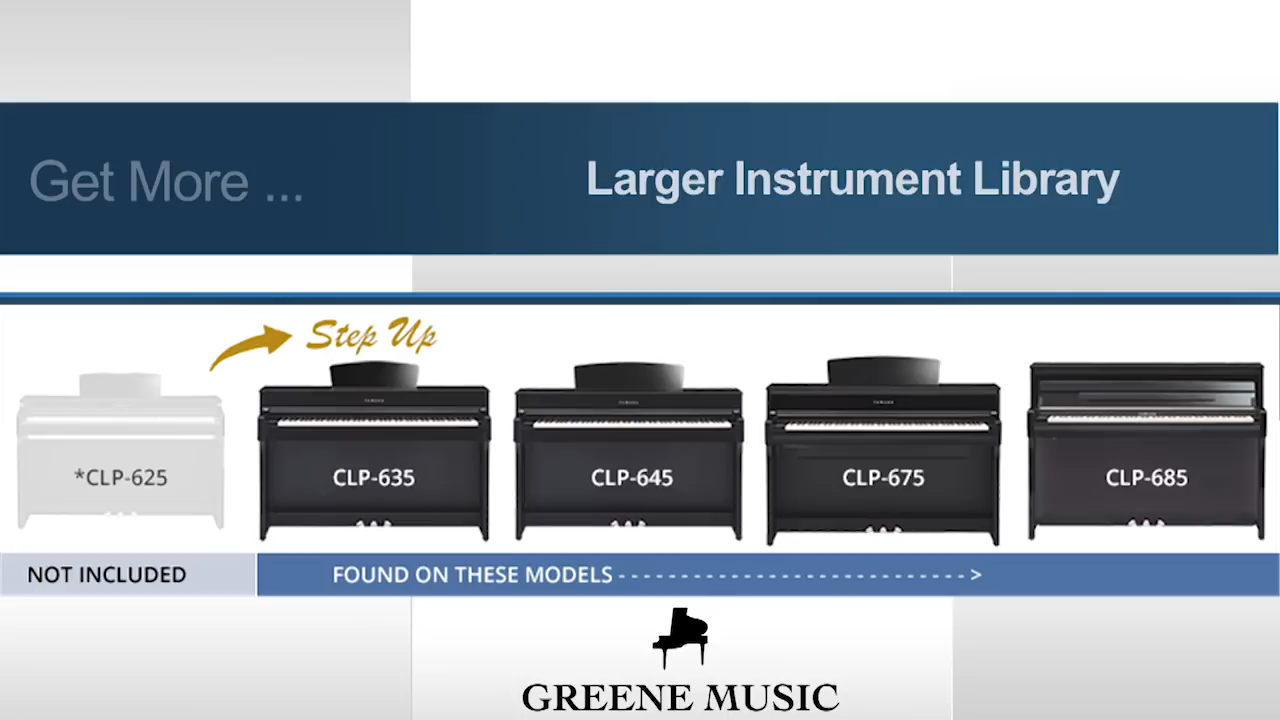 Get More ...
Larger Instrument Library
Step Up
*CLP-625
CLP-635
CLP-645
CLP-675
CLP-685
NOT INCLUDED
FOUND ON THESE MODELS - - - - - - - - - - - - - - - - - - - - - - - - - - - - >
GREENE MUSIC